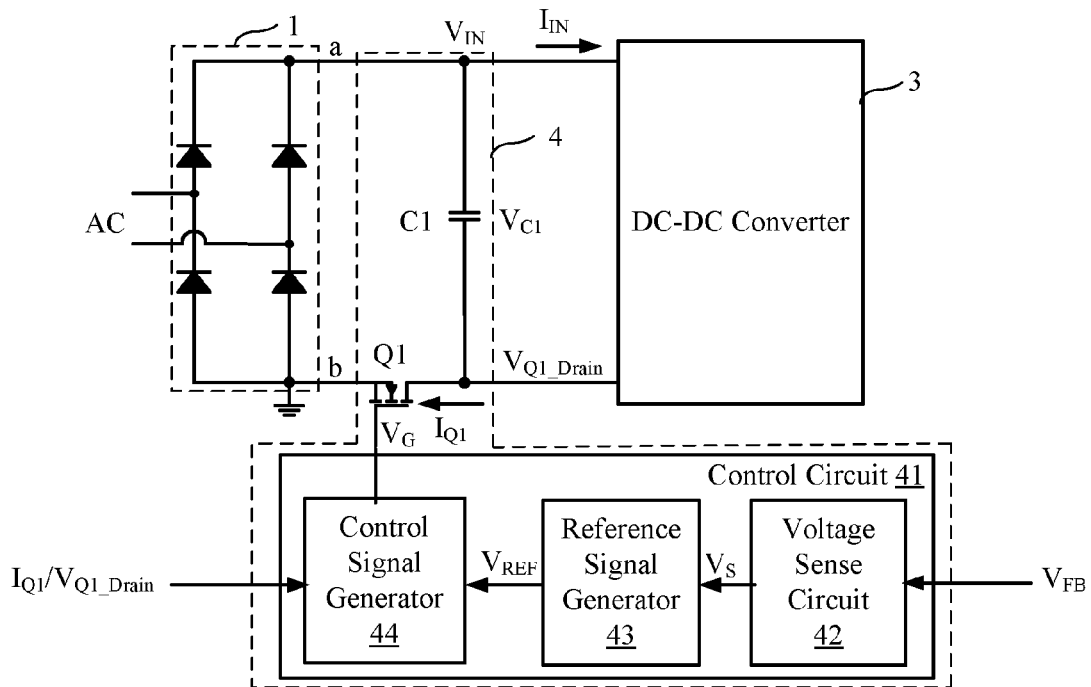 1
a
V_IN
I_IN
3
4
AC
C1
V_C1
DC-DC Converter
b
Q1
V_Q1_Drain
V_G
I_Q1
Control Circuit 41
Control
Signal
Generator
44
Reference
Signal
Generator
43
Voltage
Sense
Circuit
42
I_Q1/V_Q1_Drain
V_REF
V_S
V_FB